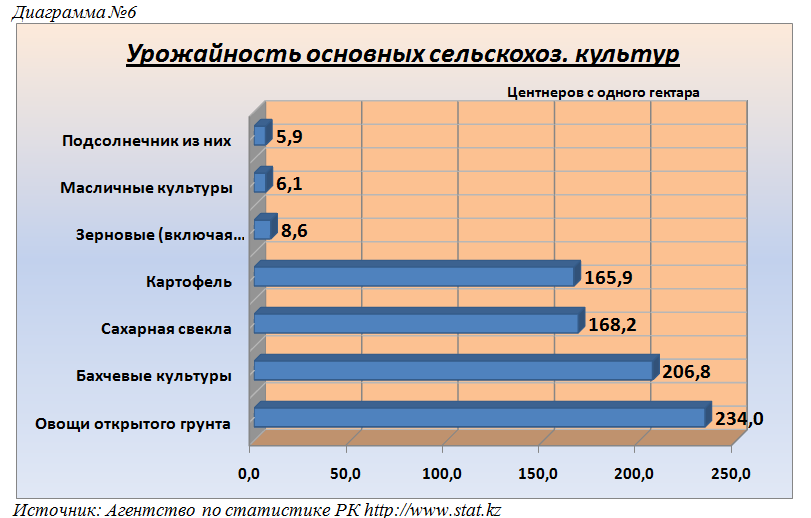 Диаграмма №6
Урожайность основных сельскохоз. культур
Центнеров с одного гектара
Подсолнечник из них
5,9
Масличные культуры
6,1
Зерновые (включая...
8,6
Картофель
165,9
Сахарная свекла
168,2
Бахчевые культуры
206,8
Овощи открытого грунта
234,0
0,0 50,0 100,0 150,0 200,0 250,0
Источник: Агентство по статистике РК http://www.stat.kz